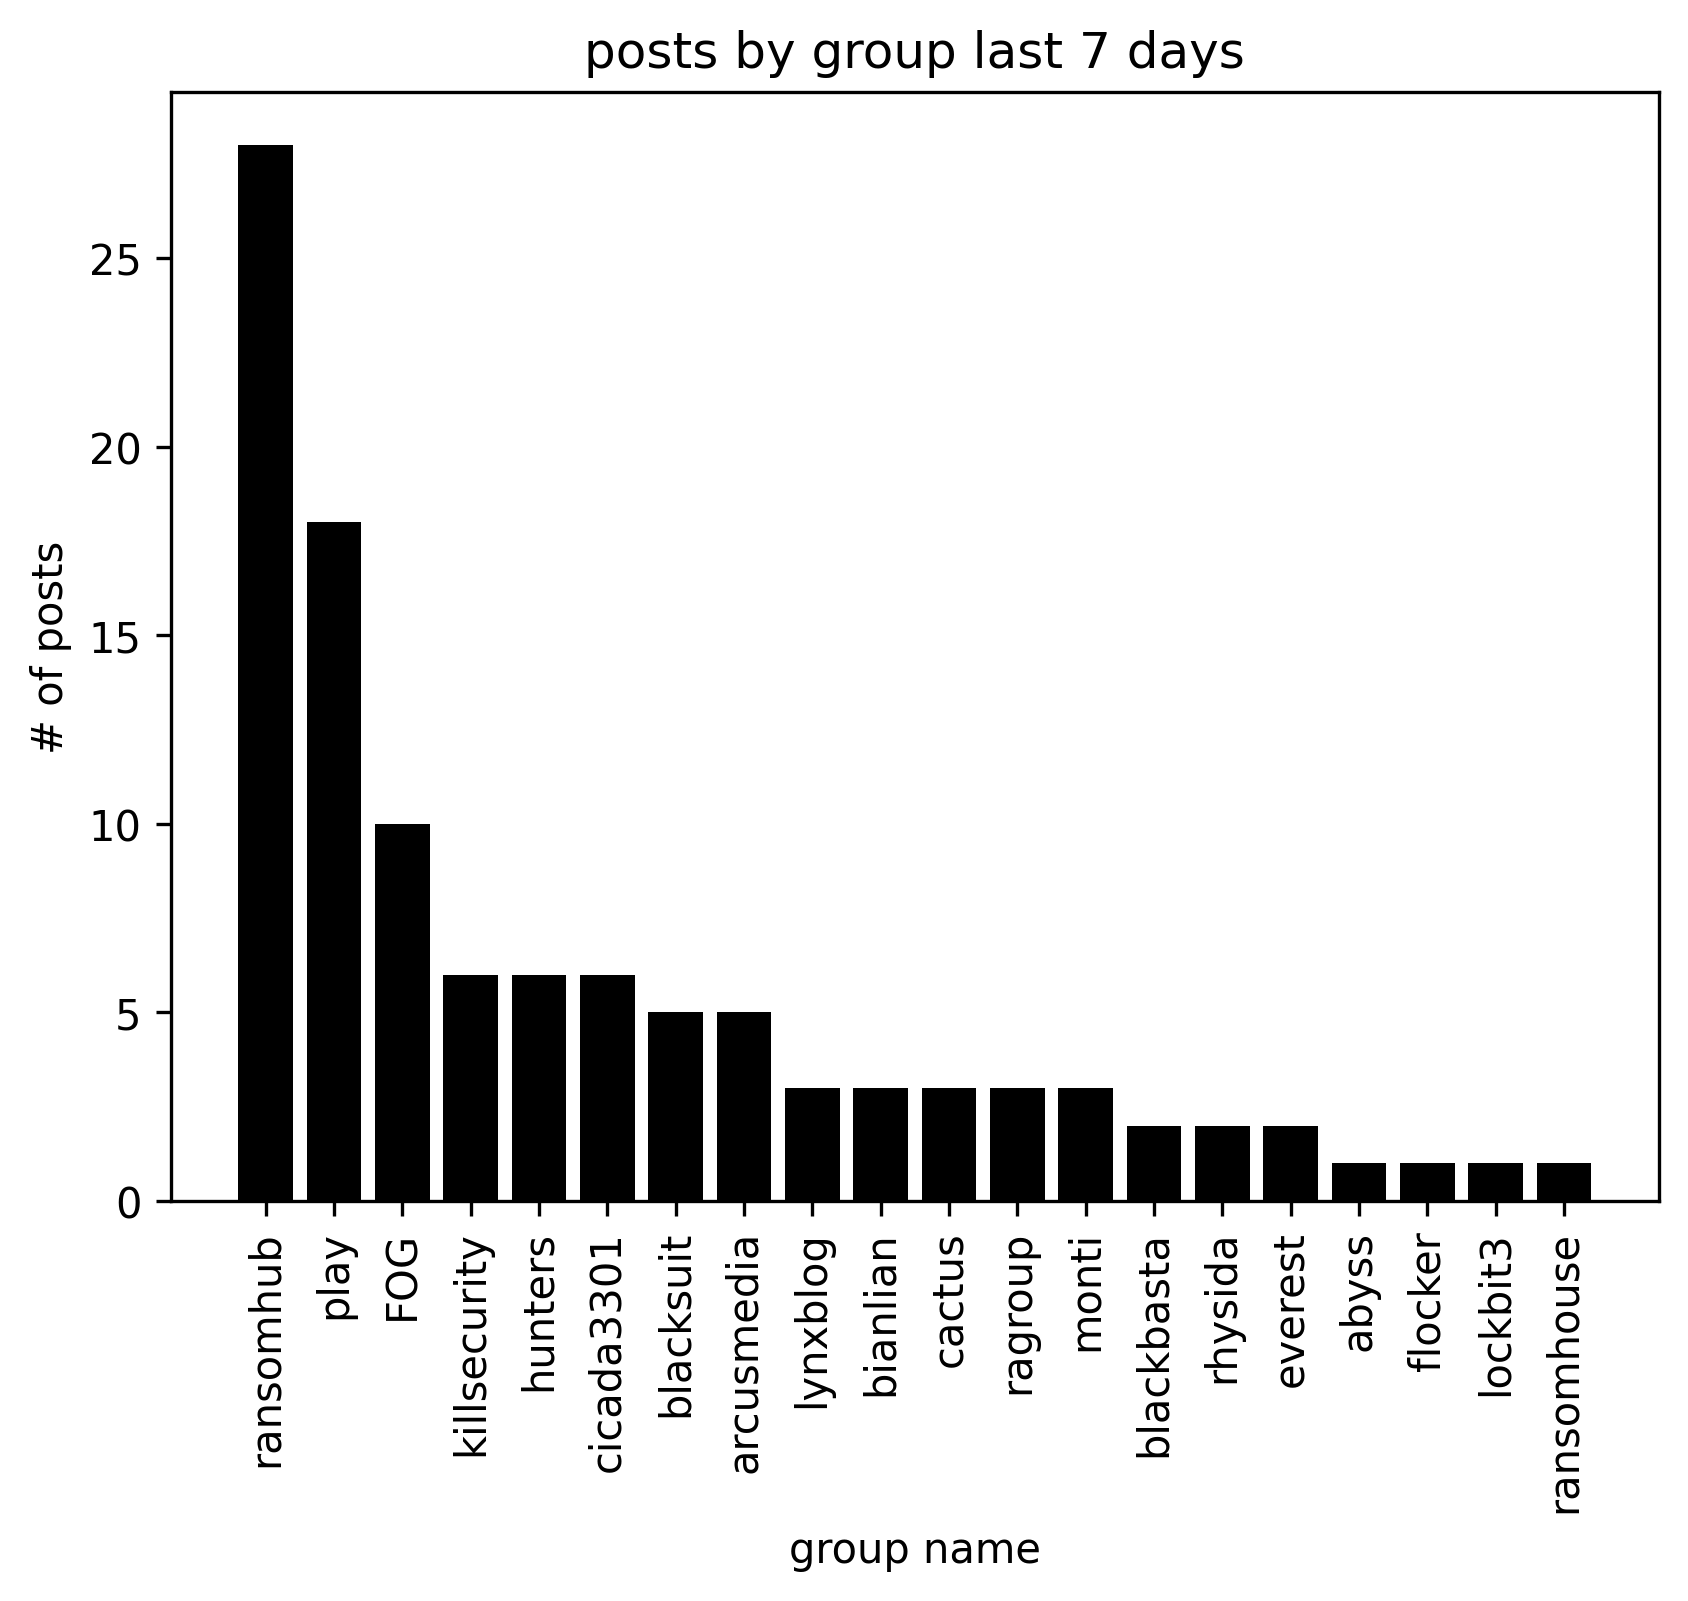 posts by group last 7 days
# of posts
25
20
15
10
5
0
ransomhub
play
FOG
killsecurity
hunters
cicada3301
blacksuit
arcusmedia
lynxblog
bianlian
cactus
ragroup
monti
blackbasta
rhysida
everest
abyss
flocker
lockbit3
ransomhouse
group name